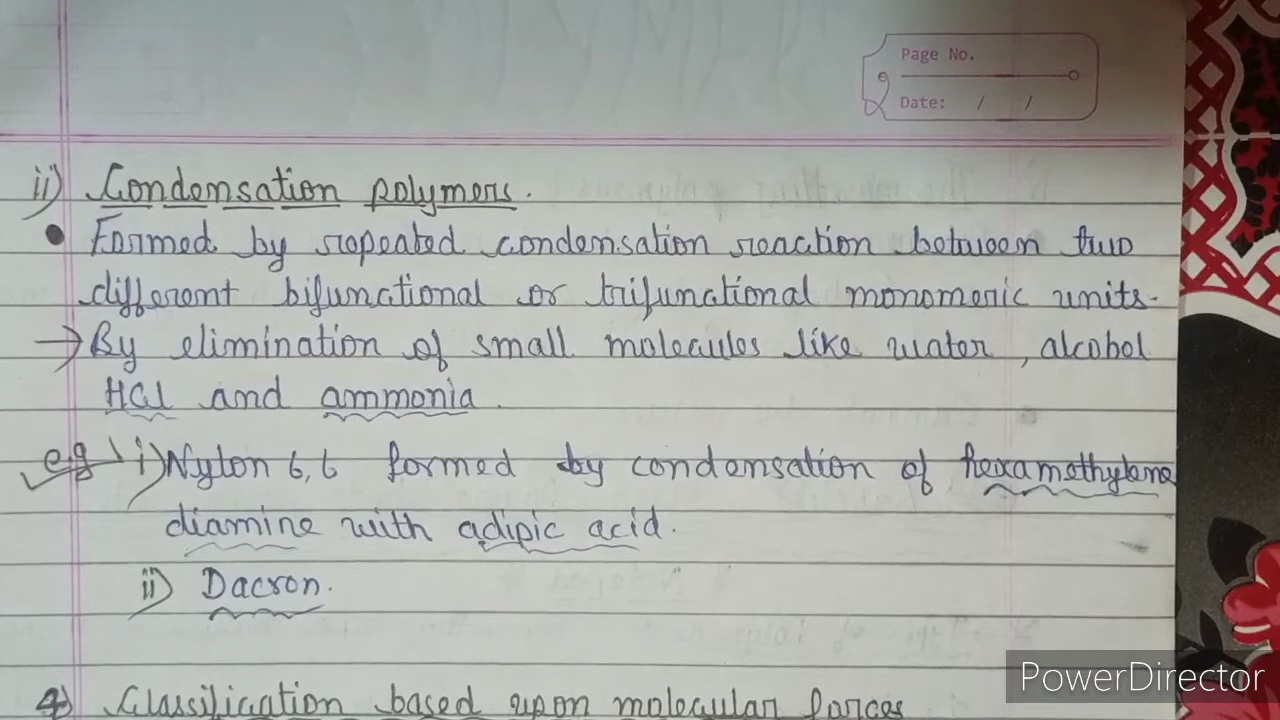 Page No.
Date: / /
ii) Condensation polymers.
• Formed by repeated condensation reaction between two
different bifunctional or trifunctional monomeric units.
→ By elimination of small molecules like water, alcohol
HCl and ammonia.
e.g i) Nylon 6,6 formed by condensation of hexamethylene
diamine with adipic acid.
ii) Dacron.
4) Classification based upon molecular forces
PowerDirector